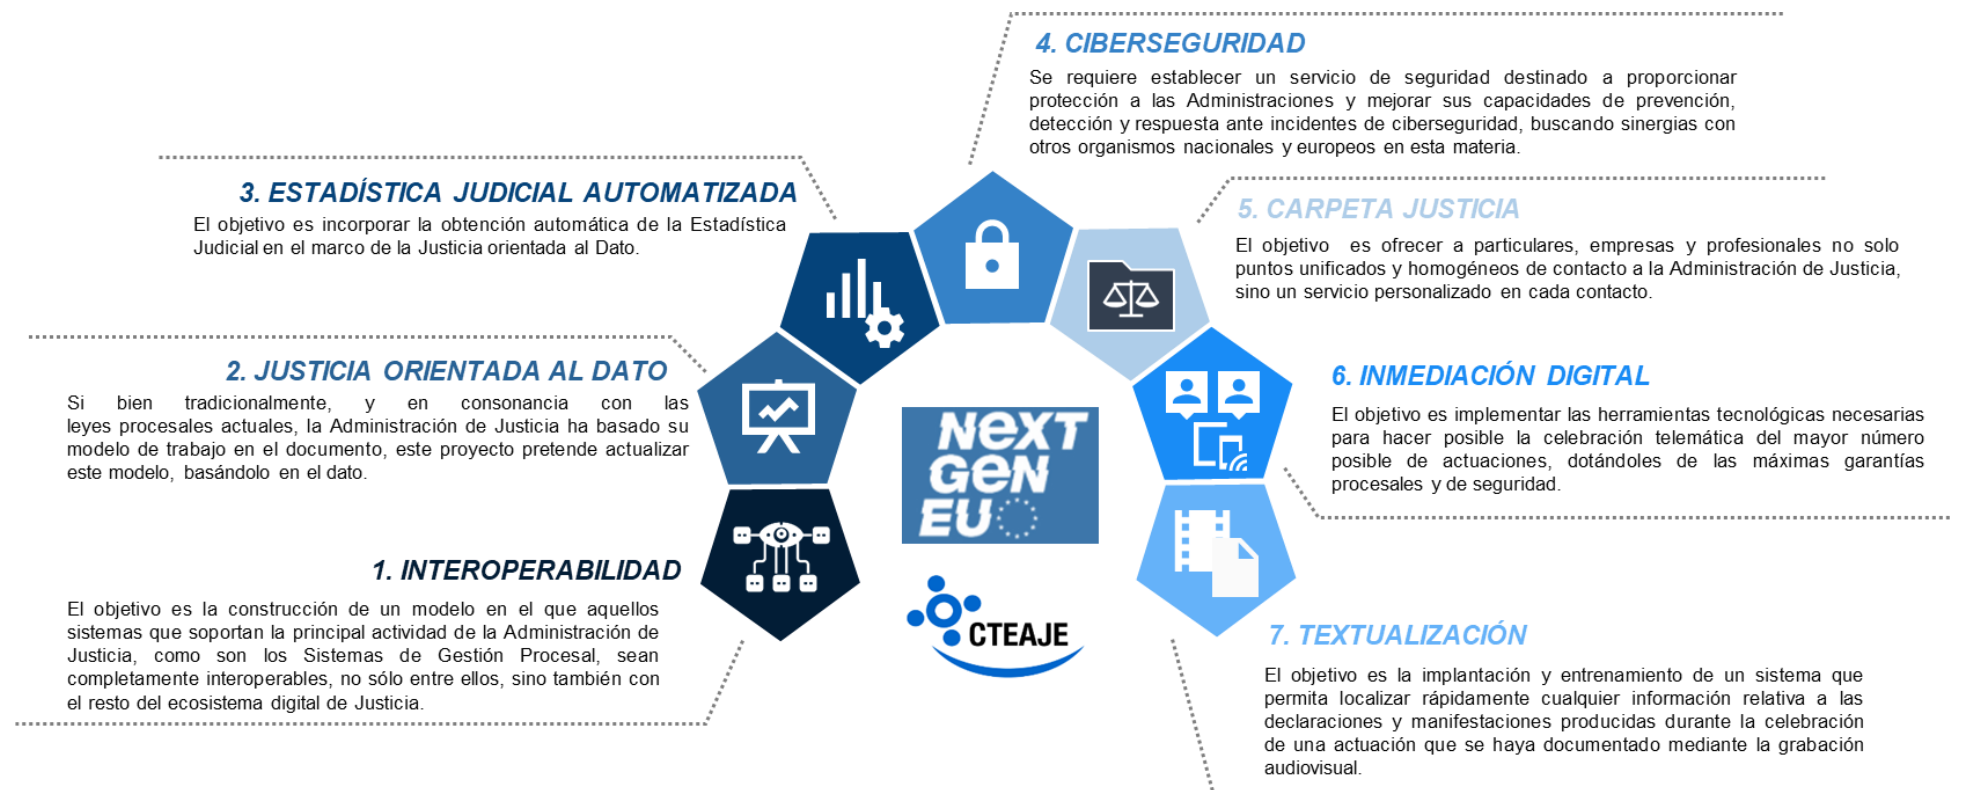 4. CIBERSEGURIDAD
Se requiere establecer un servicio de seguridad destinado a proporcionar
protección a las Administraciones y mejorar sus capacidades de prevención,
detección y respuesta ante incidentes de ciberseguridad, buscando sinergias con
otros organismos nacionales y europeos en esta materia.
3. ESTADÍSTICA JUDICIAL AUTOMATIZADA
El objetivo es incorporar la obtención automática de la Estadística
Judicial en el marco de la Justicia orientada al Dato.
5. CARPETA JUSTICIA
El objetivo es ofrecer a particulares, empresas y profesionales no solo
puntos unificados y homogéneos de contacto a la Administración de Justicia,
sino un servicio personalizado en cada contacto.
2. JUSTICIA ORIENTADA AL DATO
Si bien tradicionalmente, y en consonancia con las
leyes procesales actuales, la Administración de Justicia ha basado su
modelo de trabajo en el documento, este proyecto pretende actualizar
este modelo, basándolo en el dato.
6. INMEDIACIÓN DIGITAL
El objetivo es implementar las herramientas tecnológicas necesarias
para hacer posible la celebración telemática del mayor número
posible de actuaciones, dotándoles de las máximas garantías
procesales y de seguridad.
NEXT
GEN
EU
1. INTEROPERABILIDAD
El objetivo es la construcción de un modelo en el que aquellos
sistemas que soportan la principal actividad de la Administración de
Justicia, como son los Sistemas de Gestión Procesal, sean
completamente interoperables, no sólo entre ellos, sino también con
el resto del ecosistema digital de Justicia.
CTEAJE
7. TEXTUALIZACIÓN
El objetivo es la implantación y entrenamiento de un sistema que
permita localizar rápidamente cualquier información relativa a las
declaraciones y manifestaciones producidas durante la celebración
de una actuación que se haya documentado mediante la grabación
audiovisual.